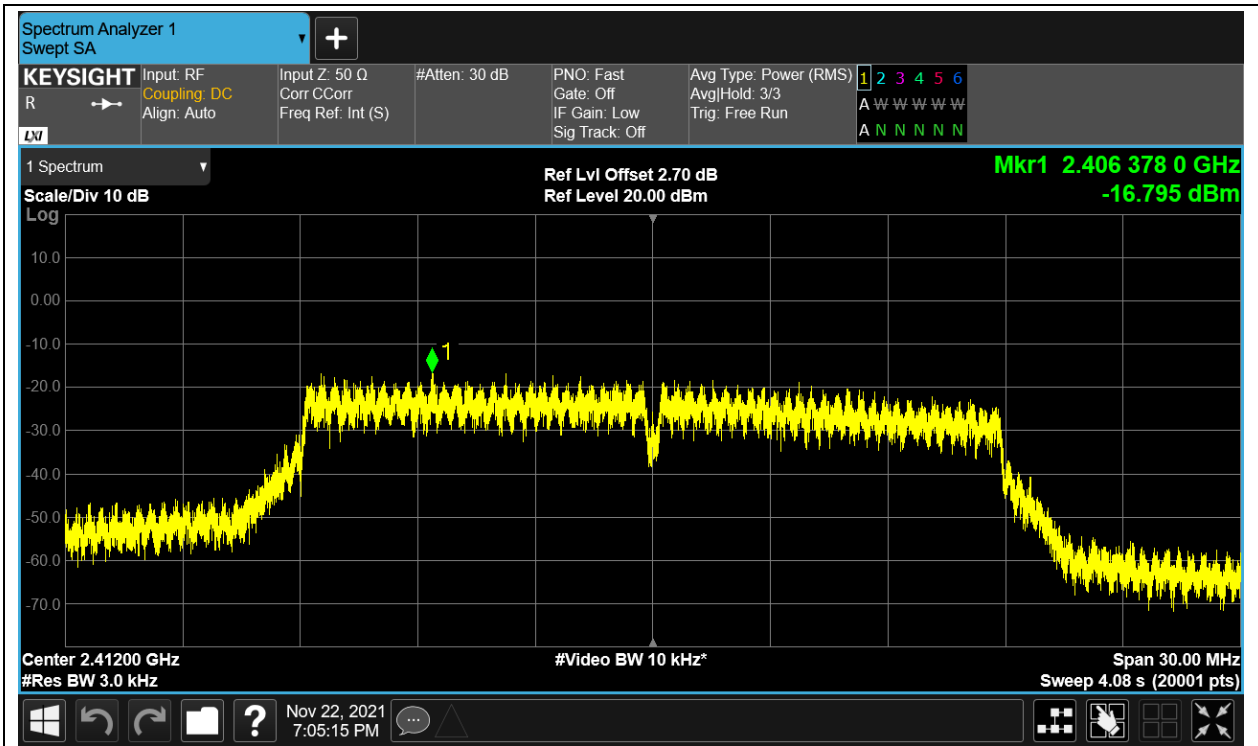 Spectrum Analyzer 1
Swept SA
KEYSIGHT
R
LXI
Input: RF
Coupling: DC
Align: Auto
Input Z: 50 Ω
Corr CCorr
Freq Ref: Int (S)
#Atten: 30 dB
PNO: Fast
Gate: Off
IF Gain: Low
Sig Track: Off
Avg Type: Power (RMS)
Avg|Hold: 3/3
Trig: Free Run
1 2 3 4 5 6
A W W W W W
A N N N N N
1 Spectrum
Scale/Div 10 dB
Log
Ref Lvl Offset 2.70 dB
Ref Level 20.00 dBm
Mkr1 2.406 378 0 GHz
-16.795 dBm
10.0
0.00
-10.0
-20.0
-30.0
-40.0
-50.0
-60.0
-70.0
1
Center 2.41200 GHz
#Res BW 3.0 kHz
#Video BW 10 kHz*
Span 30.00 MHz
Sweep 4.08 s (20001 pts)
?
Nov 22, 2021
7:05:15 PM